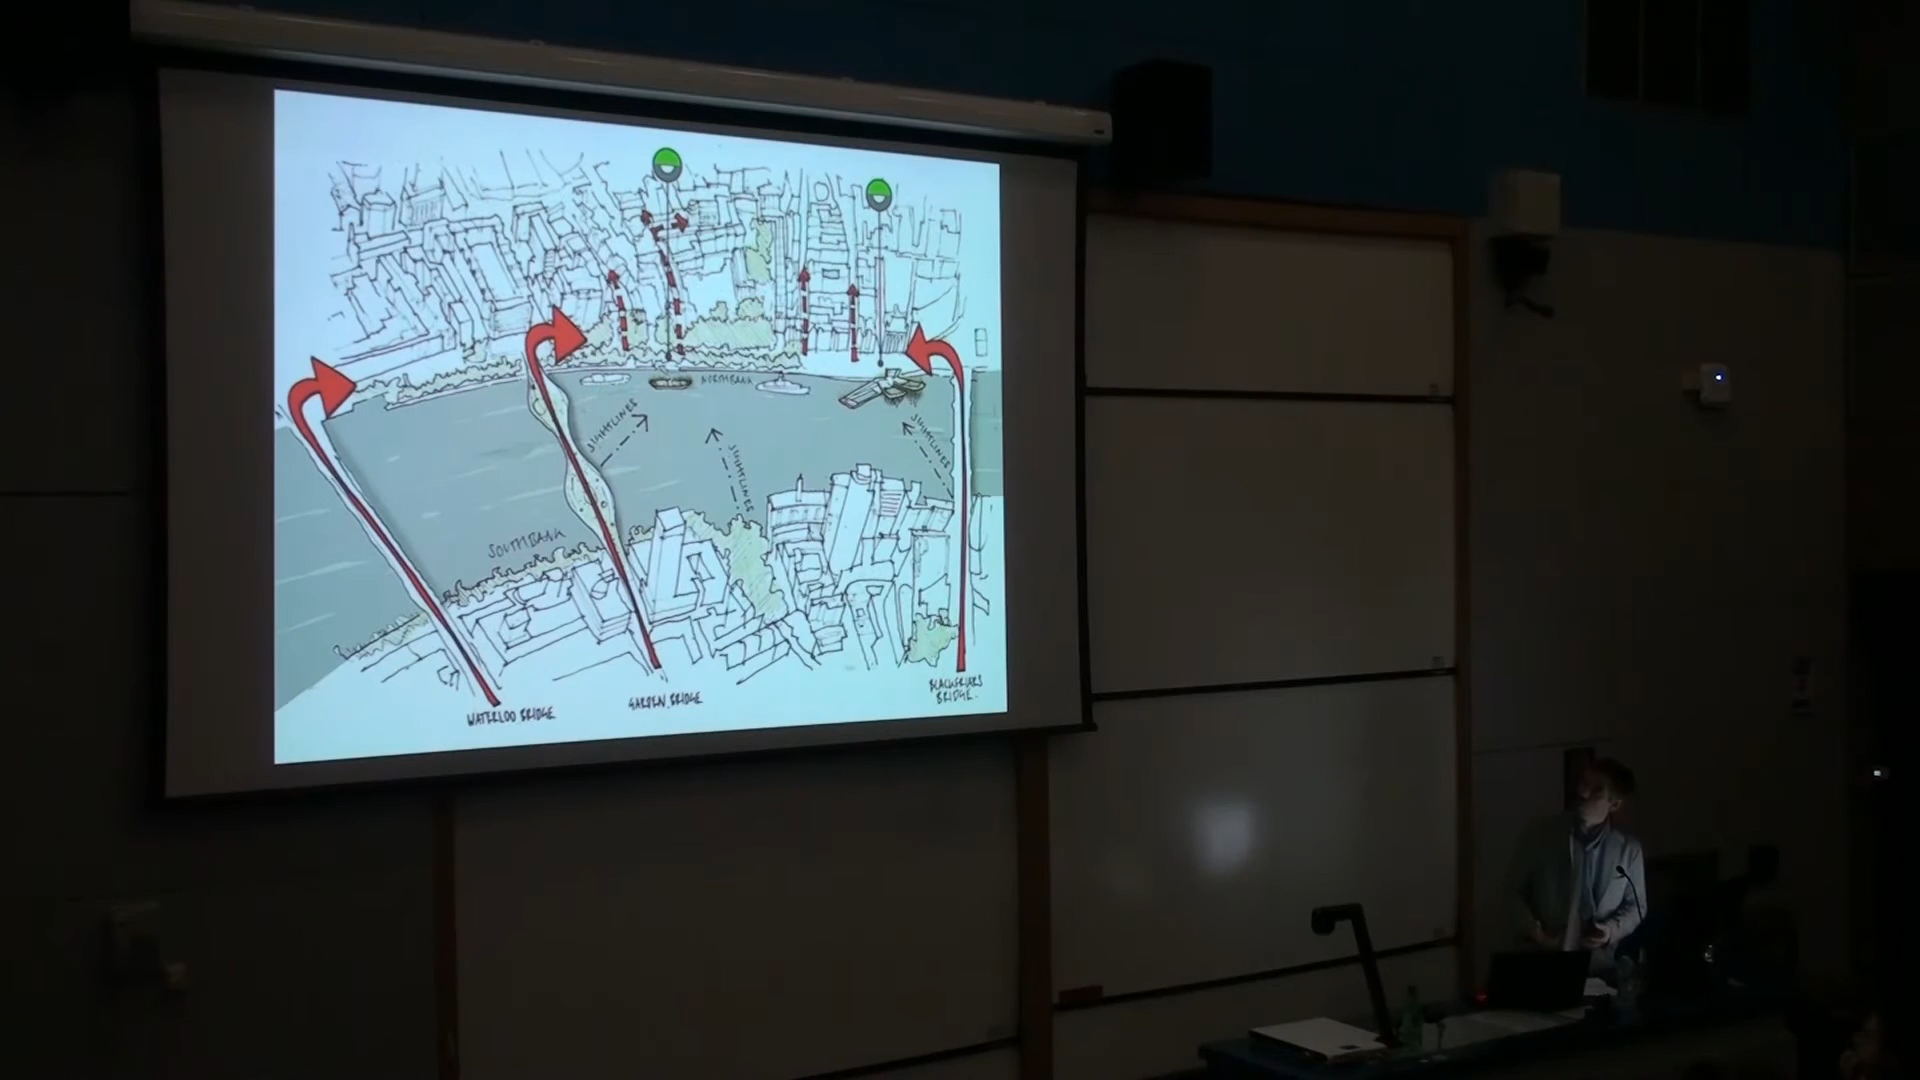 NORTHBANK
SIGHTLINES
SIGHTLINES
SIGHTLINES
SOUTHBANK
WATERLOO BRIDGE
GARDEN BRIDGE
BLACKFRIARS
BRIDGE.